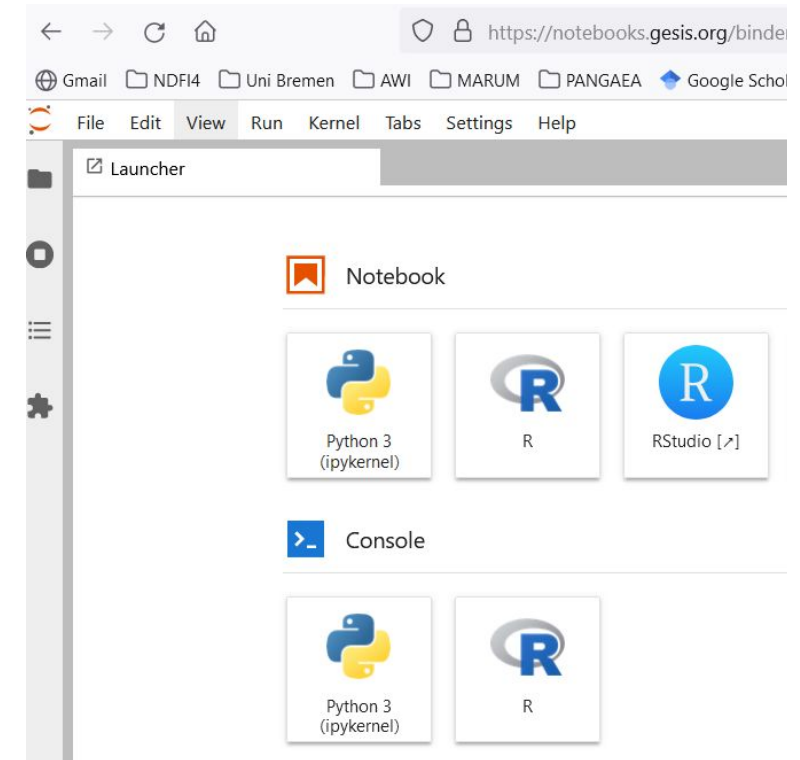 https://notebooks.gesis.org/binder
Gmail NDFI4 Uni Bremen AWI MARUM PANGAEA Google Schol
File Edit View Run Kernel Tabs Settings Help
Launcher
Notebook
Python 3
(ipykernel)
R
R
R
RStudio [↗]
Console
Python 3
(ipykernel)
R
R